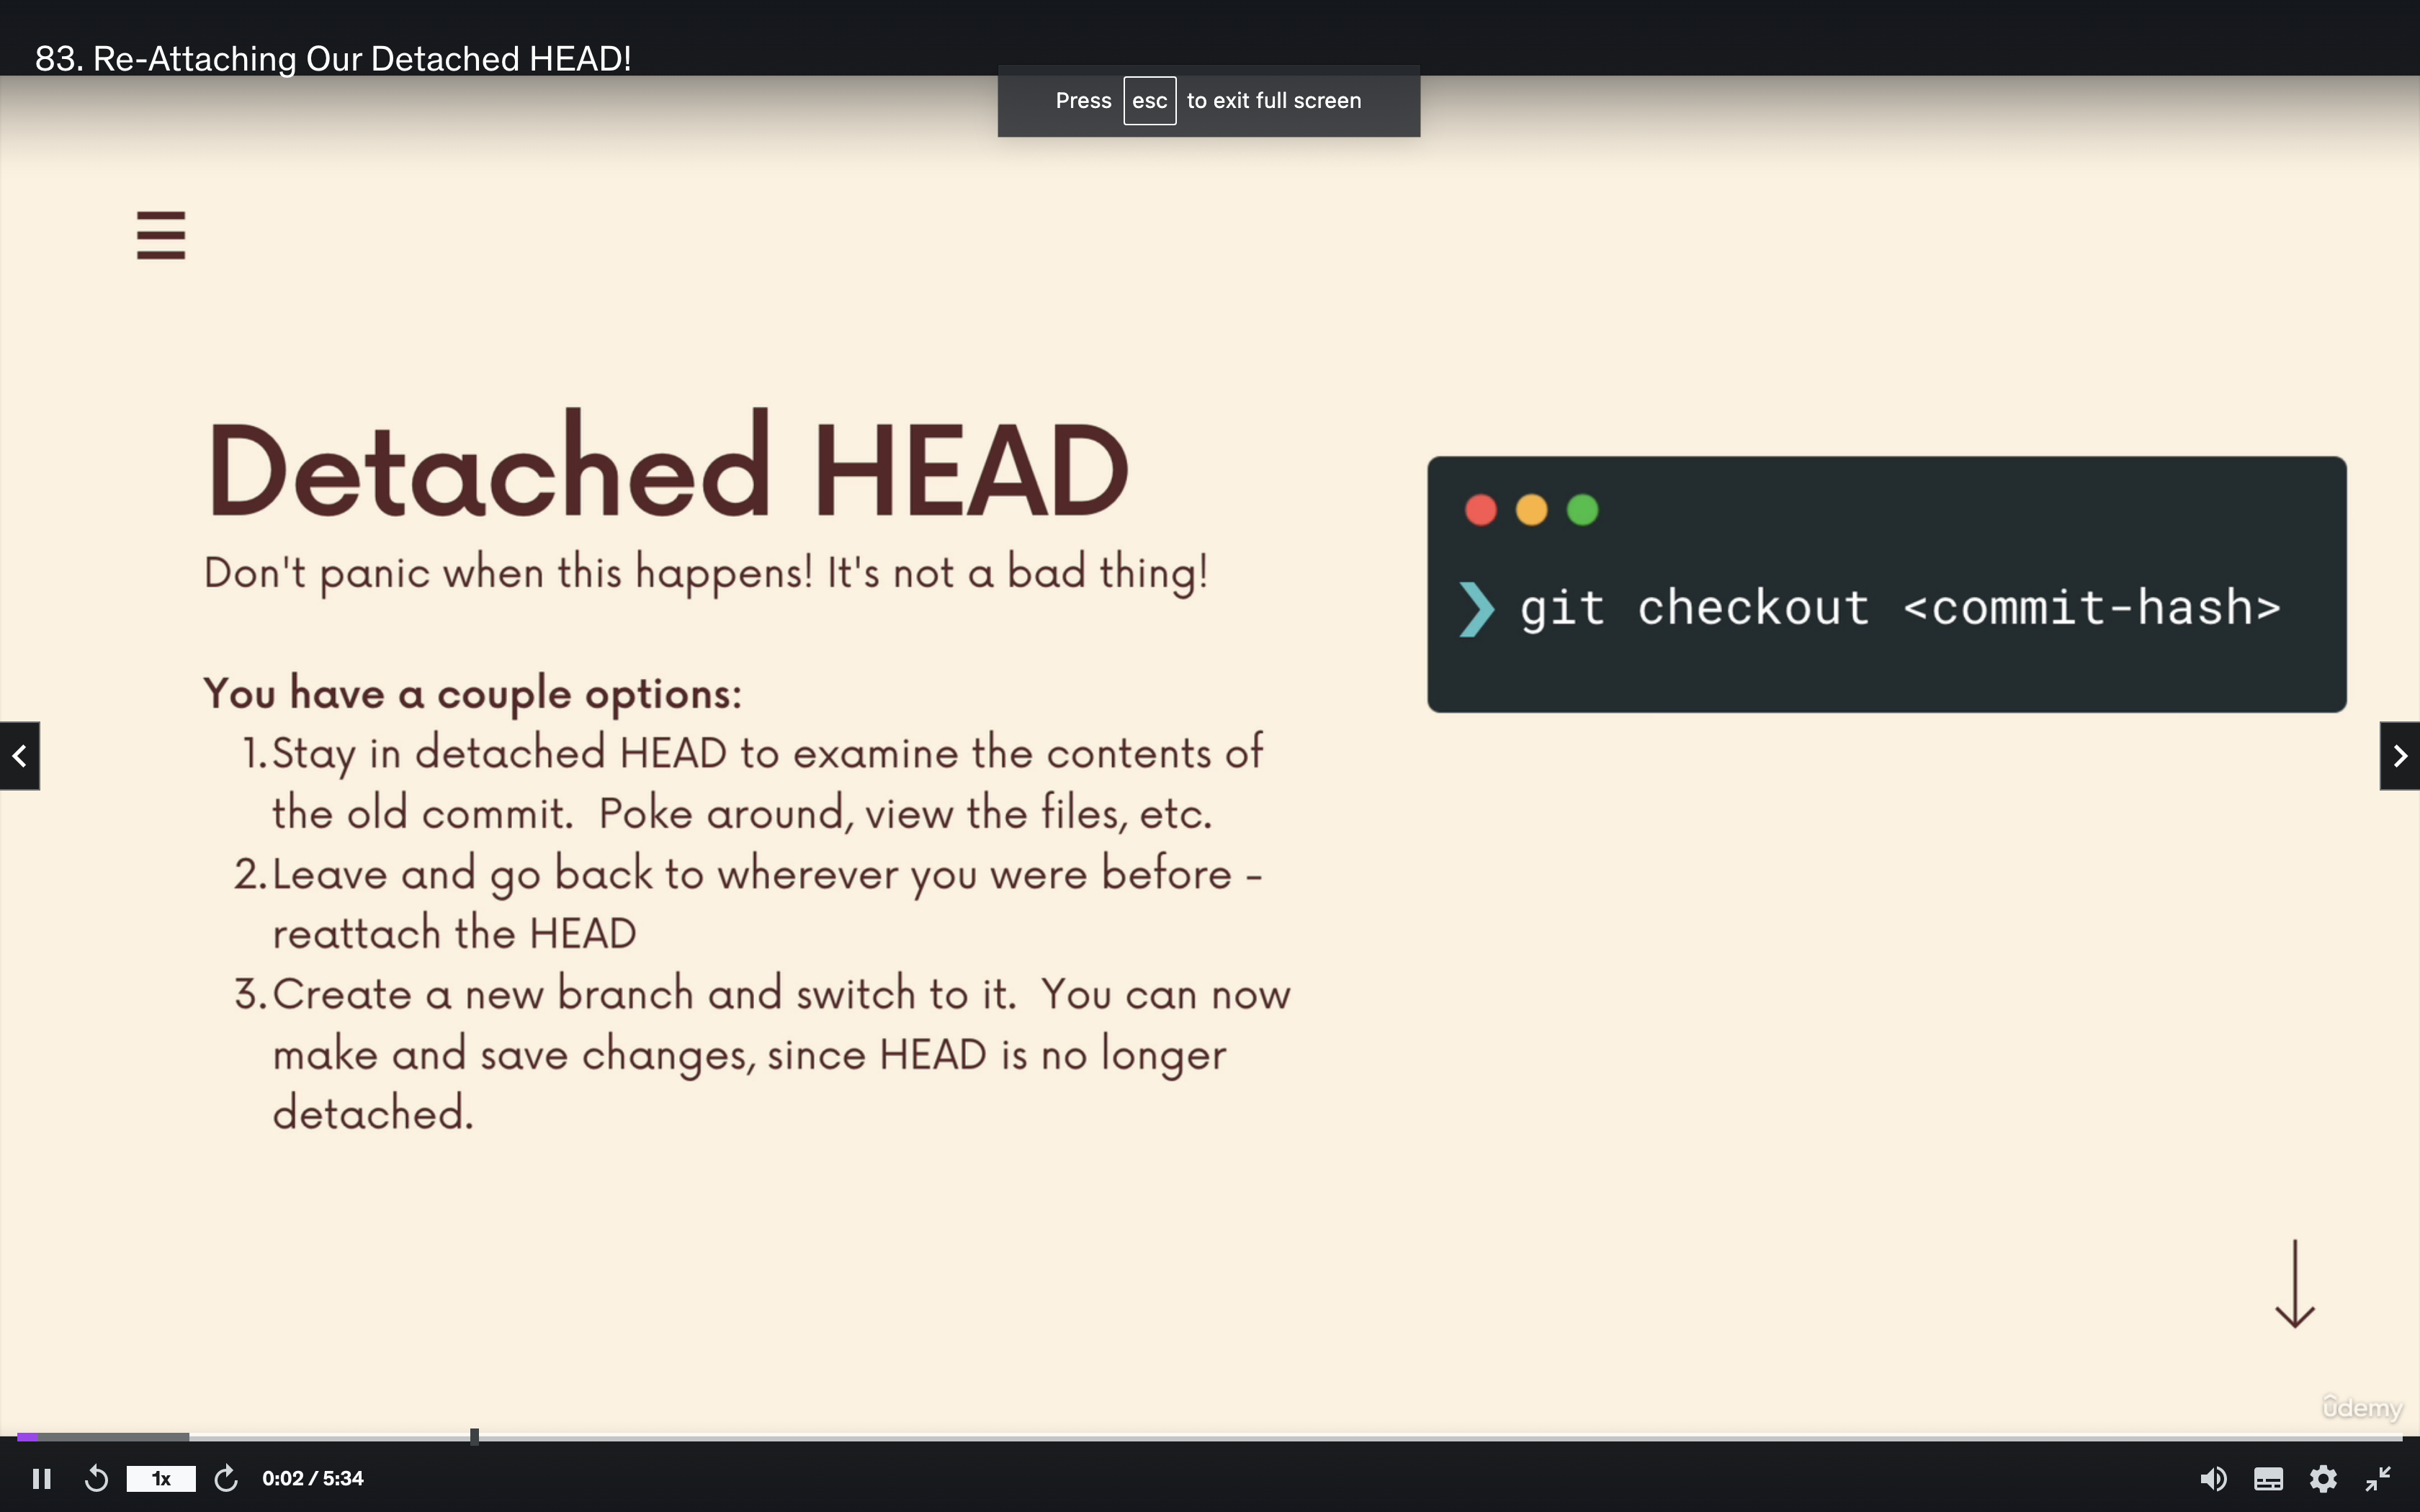 83. Re-Attaching Our Detached HEAD!
Press esc to exit full screen
Detached HEAD
Don't panic when this happens! It's not a bad thing!
git checkout <commit-hash>
You have a couple options:
1. Stay in detached HEAD to examine the contents of
the old commit. Poke around, view the files, etc.
2. Leave and go back to wherever you were before -
reattach the HEAD
3. Create a new branch and switch to it. You can now
make and save changes, since HEAD is no longer
detached.
udemy
1x
0:02 / 5:34